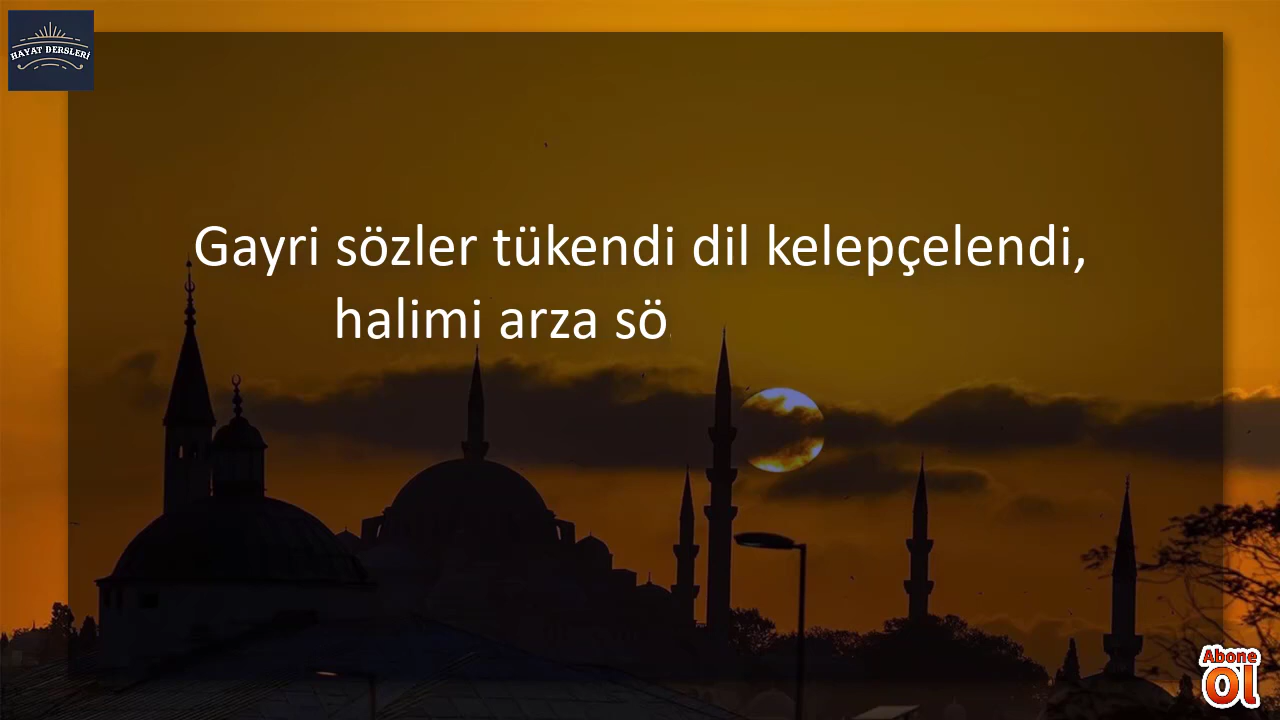 HAYAT DERSLERİ
Gayri sözler tükendi dil kelepçelendi,
halimi arza sö
Abone
ol